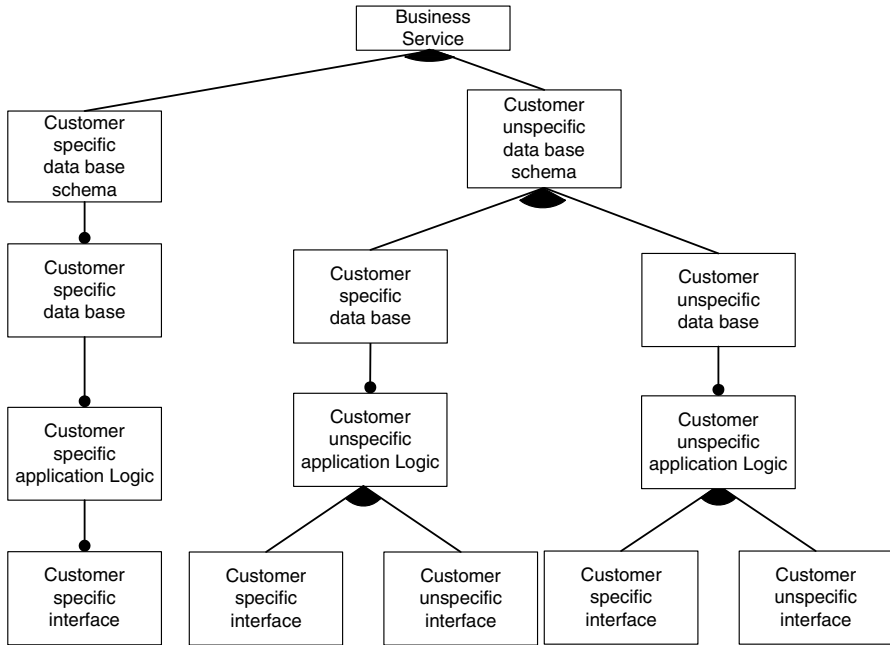 Business
Service
Customer
specific
data base
schema
Customer
unspecific
data base
schema
Customer
specific
data base
Customer
specific
data base
Customer
unspecific
data base
Customer
specific
application Logic
Customer
unspecific
application Logic
Customer
unspecific
application Logic
Customer
specific
interface
Customer
specific
interface
Customer
unspecific
interface
Customer
specific
interface
Customer
unspecific
interface